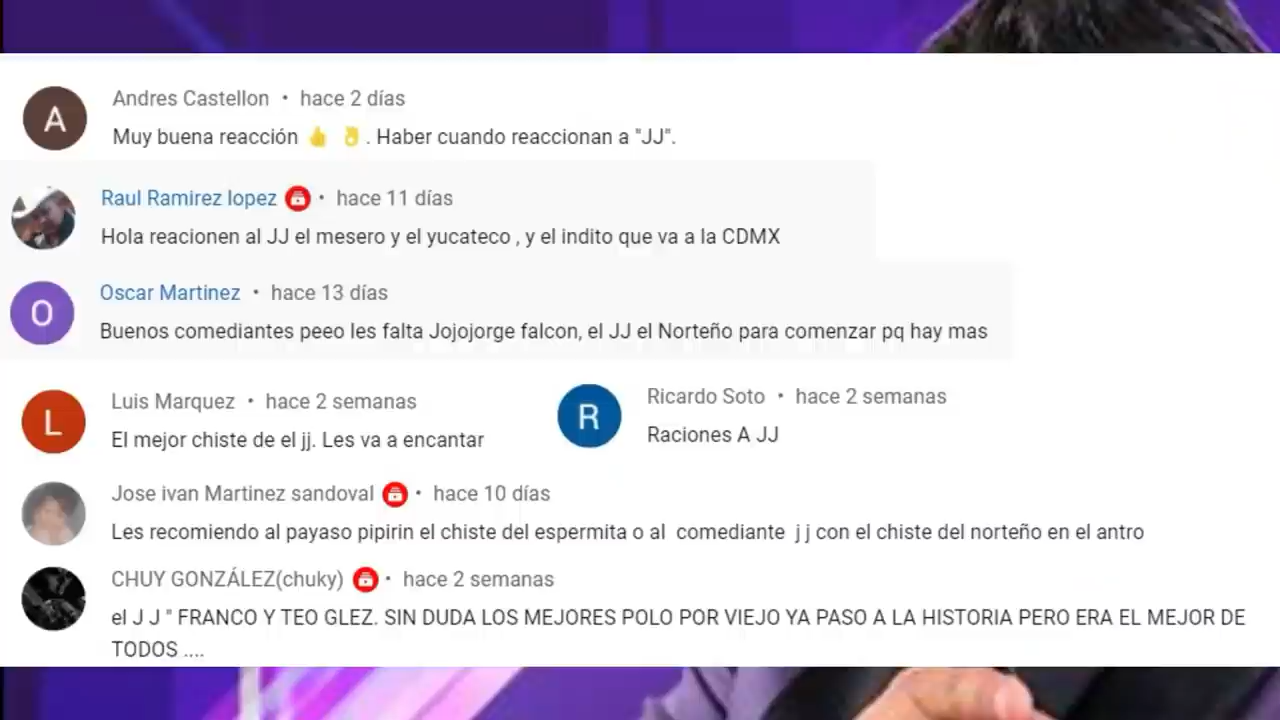 A
Andres Castellon • hace 2 días
Muy buena reacción 👍 👌. Haber cuando reaccionan a "JJ".
Raul Ramirez lopez • hace 11 días
Hola reacionen al JJ el mesero y el yucateco , y el indito que va a la CDMX
O
Oscar Martinez • hace 13 días
Buenos comediantes peeo les falta Jojojorge falcon, el JJ el Norteño para comenzar pq hay mas
L
Luis Marquez • hace 2 semanas
El mejor chiste de el jj. Les va a encantar
R
Ricardo Soto • hace 2 semanas
Raciones A JJ
Jose ivan Martinez sandoval • hace 10 días
Les recomiendo al payaso pipirin el chiste del espermita o al comediante j j con el chiste del norteño en el antro
CHUY GONZÁLEZ(chuky) • hace 2 semanas
el J J " FRANCO Y TEO GLEZ. SIN DUDA LOS MEJORES POLO POR VIEJO YA PASO A LA HISTORIA PERO ERA EL MEJOR DE
TODOS ....